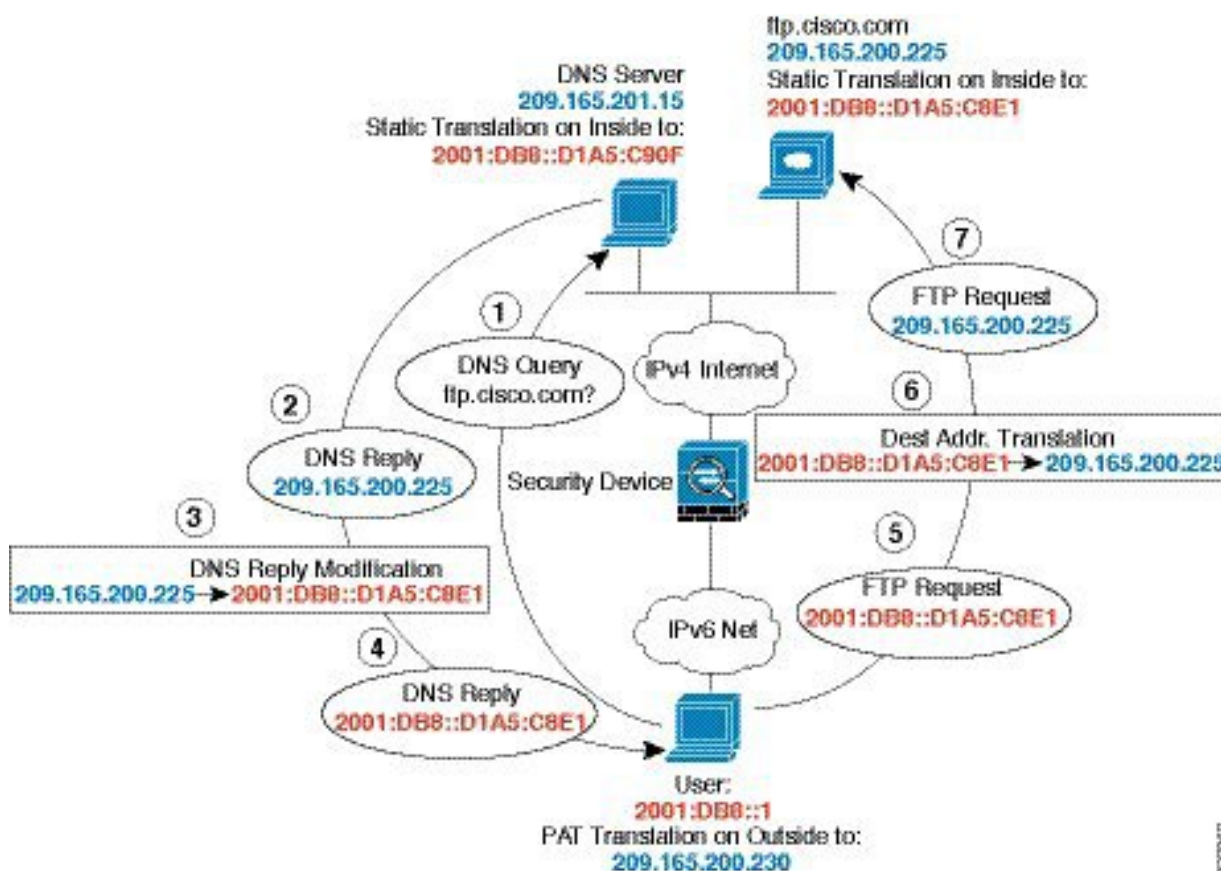 ftp.cisco.com
209.165.200.225
Static Translation on Inside to:
2001:DB8::D1A5:C8E1
DNS Server
209.165.201.15
Static Translation on Inside to:
2001:DB8::D1A5:C90F
7
FTP Request
209.165.200.225
1
DNS Query
ftp.cisco.com?
IPv4 Internet
2
DNS Reply
209.165.200.225
6
Dest Addr. Translation
2001:DB8::D1A5:C8E1 209.165.200.225
Security Device
3
DNS Reply Modification
209.165.200.225 2001:DB8::D1A5:C8E1
5
FTP Request
2001:DB8::D1A5:C8E1
IPv6 Net
4
DNS Reply
2001:DB8::D1A5:C8E1
User:
2001:DB8::1
PAT Translation on Outside to:
209.165.200.230